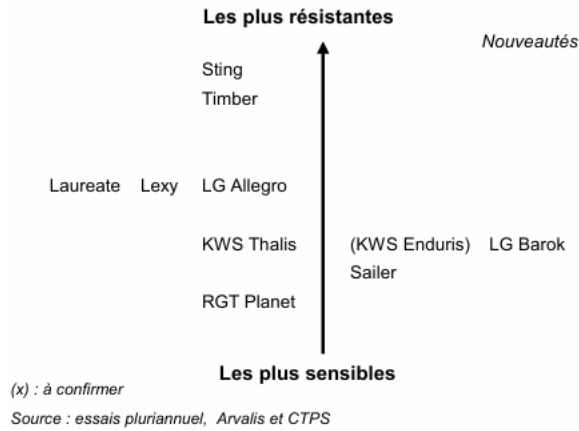 Les plus résistantes
Nouveautés
Sting
Timber
Laureate Lexy LG Allegro
KWS Thalis (KWS Enduris) LG Barok
Sailer
RGT Planet
Les plus sensibles
(x) : à confirmer
Source : essais pluriannuel, Arvalis et CTPS